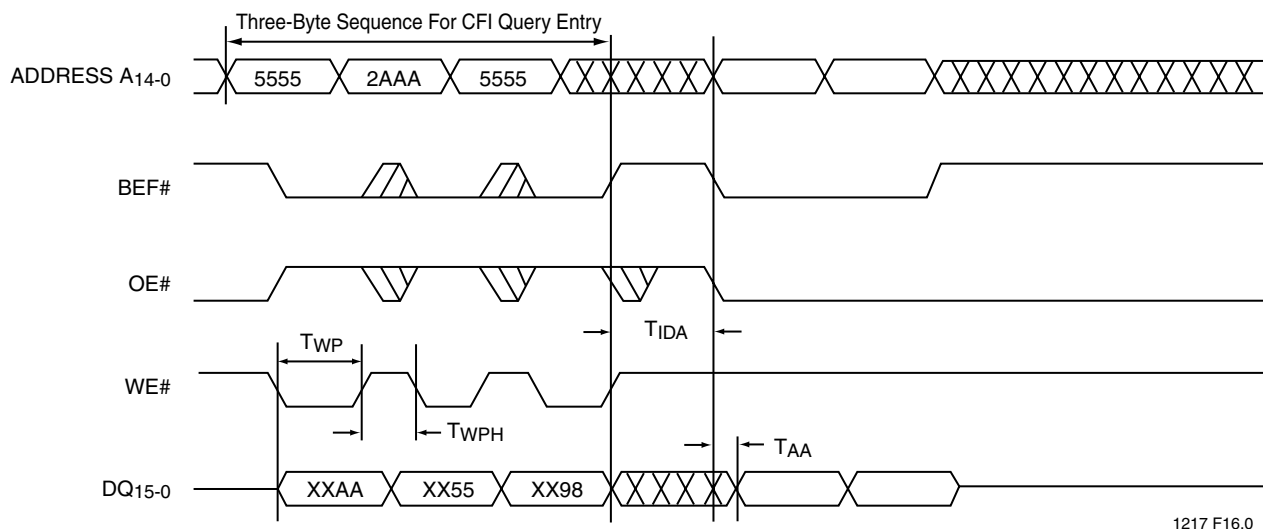 Three-Byte Sequence For CFI Query Entry
ADDRESS A14-0
5555 2AAA 5555
BEF#
OE#
TIDA
TWP
WE#
TWPH
TAA
DQ15-0
XXAA XX55 XX98
1217 F16.0